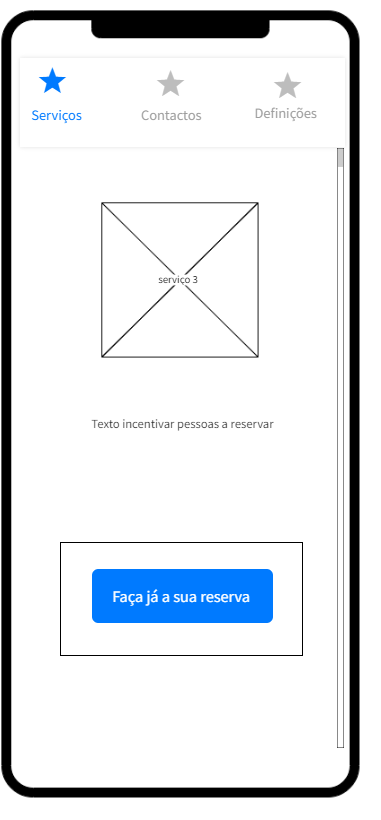 Serviços
Contactos
Definições
serviço 3
Texto incentivar pessoas a reservar
Faça já a sua reserva